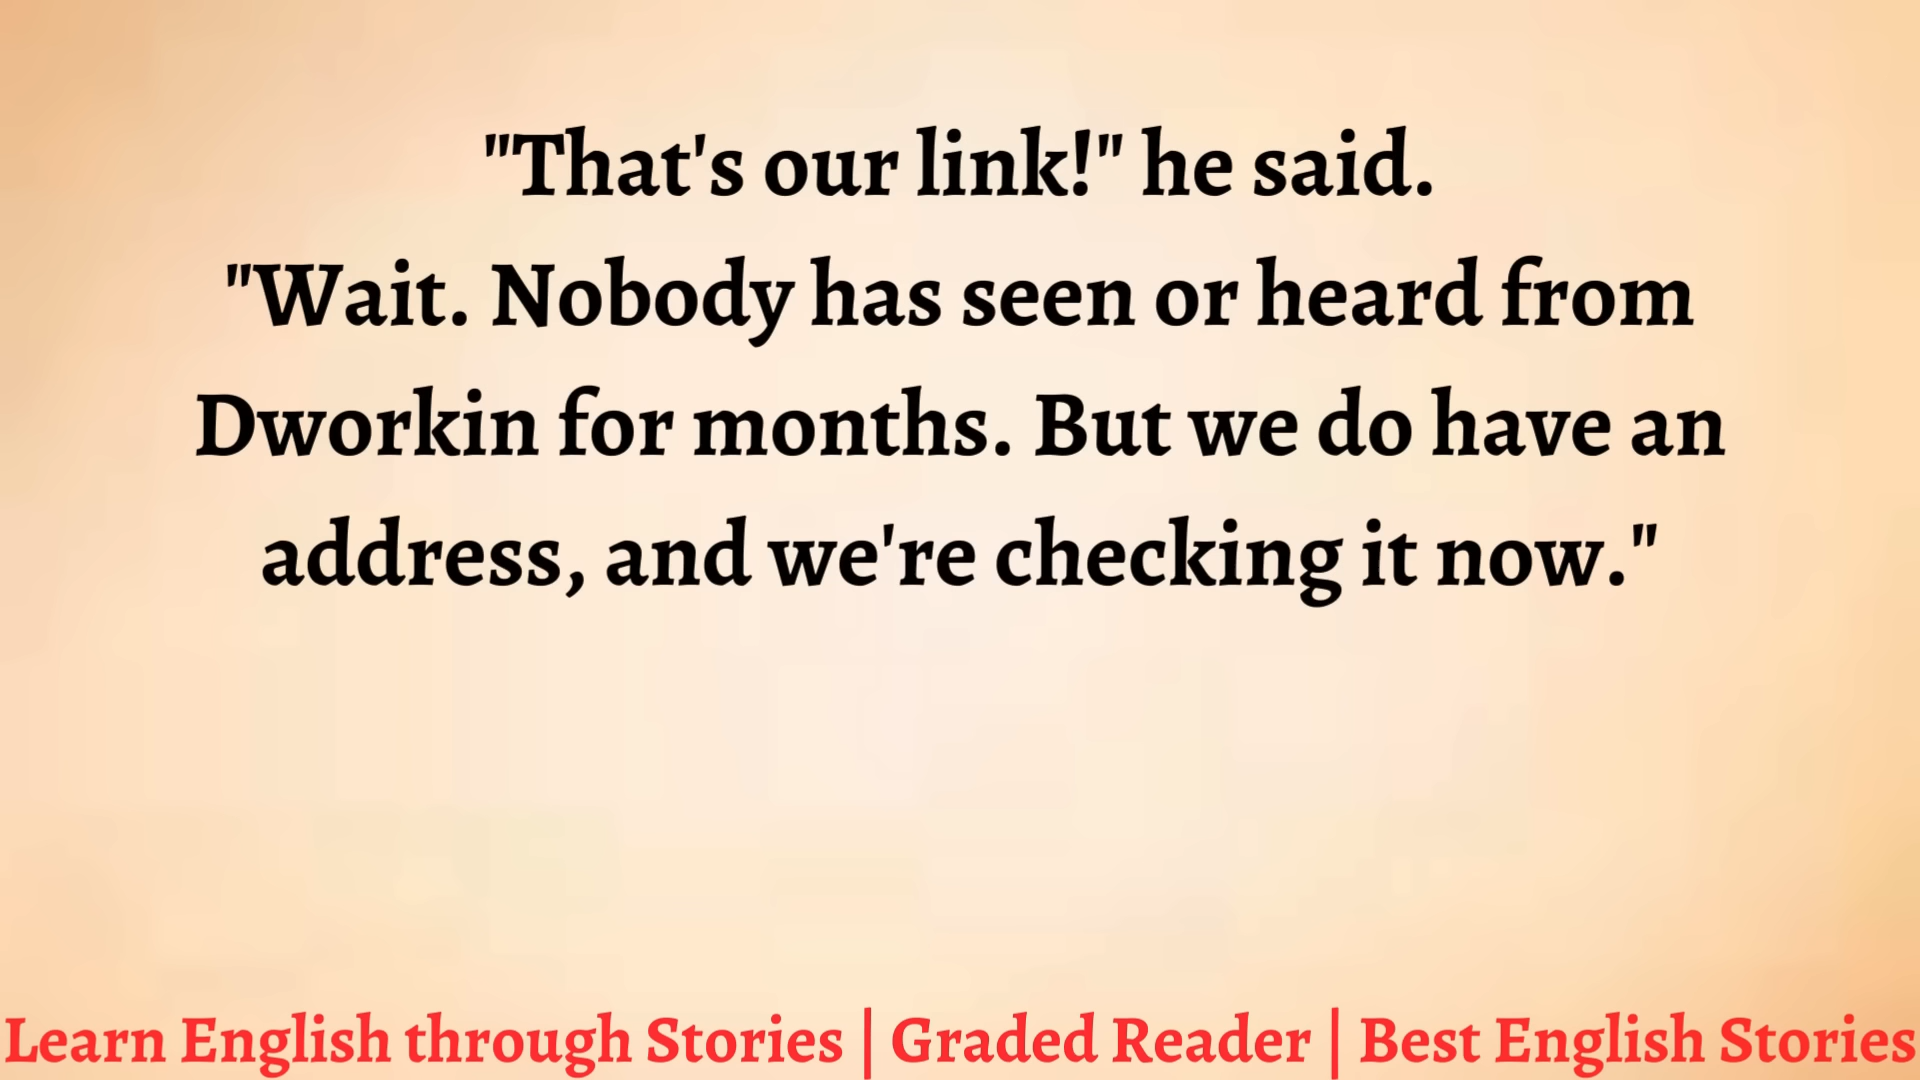 "That's our link!" he said.
"Wait. Nobody has seen or heard from
Dworkin for months. But we do have an
address, and we're checking it now."
Learn English through Stories | Graded Reader | Best English Stories